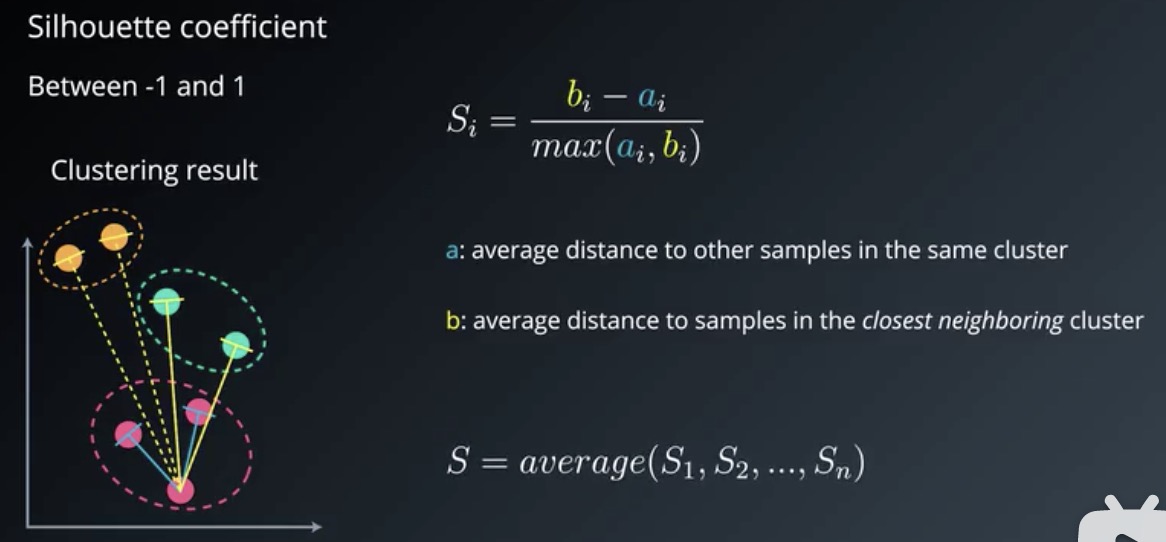 Silhouette coefficient
Between -1 and 1
S_i = \frac{b_i - a_i}{max(a_i, b_i)}
Clustering result
a: average distance to other samples in the same cluster
b: average distance to samples in the closest neighboring cluster
S = average(S_1, S_2, ..., S_n)